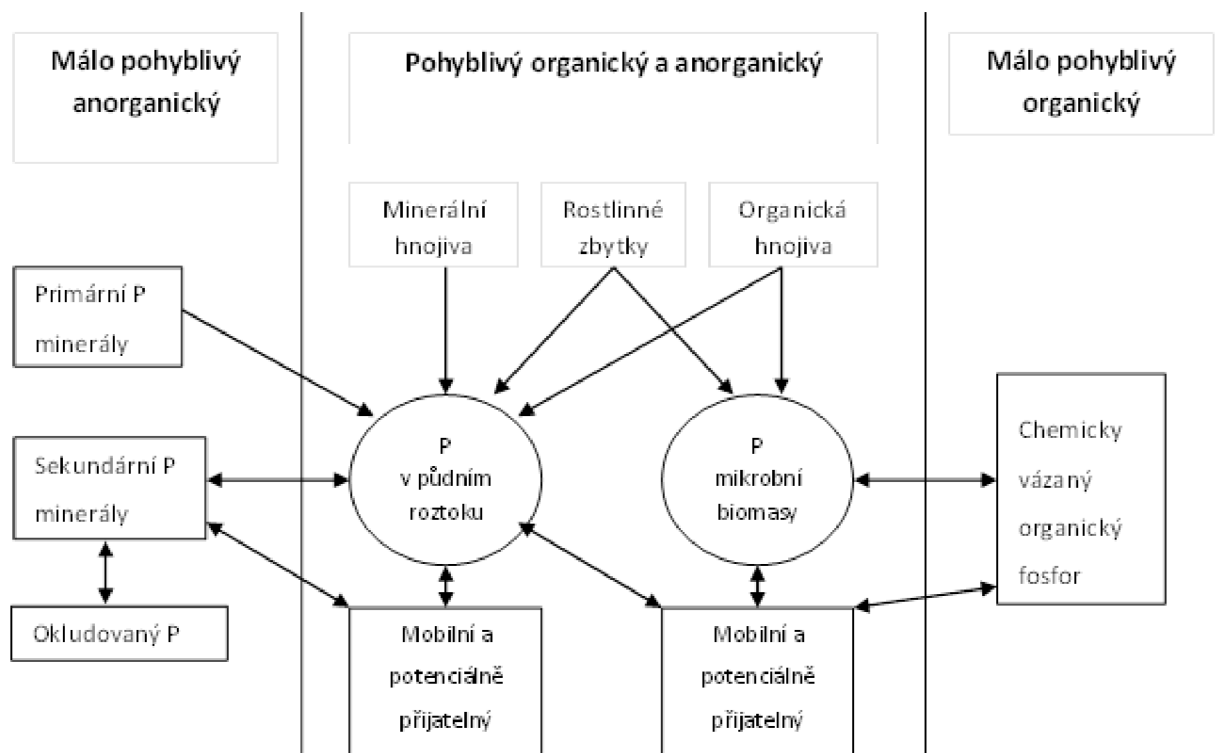 Málo pohyblivý
anorganický
Pohyblivý organický a anorganický
Málo pohyblivý
organický
Minerální
hnojiva
Rostlinné
zbytky
Organická
hnojiva
Primární P
minerály
Sekundární P
minerály
Okludovaný P
P
v půdním
roztoku
P
mikrobní
biomasy
Chemicky
vázaný
organický
fosfor
Mobilní a
potenciálně
přijatelný
Mobilní a
potenciálně
přijatelný